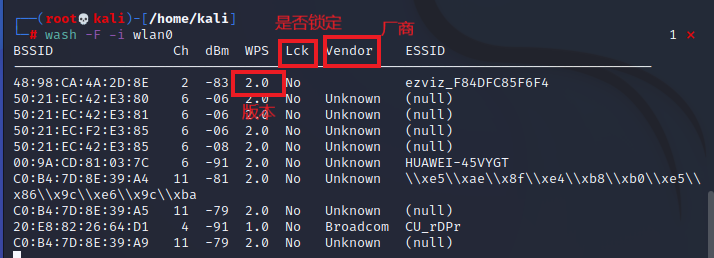 ┌──(root💀kali)-[/home/kali]
└─# wash -F -i wlan0
1 ✕
是否锁定
厂商
BSSID Ch dBm WPS Lck Vendor ESSID
48:98:CA:4A:2D:8E 2 -83 2.0 No ezviz_F84DFC85F6F4
版本
50:21:EC:42:E3:80 6 -06 2.0 No Unknown (null)
50:21:EC:42:E3:81 6 -06 2.0 No Unknown (null)
50:21:EC:F2:E3:85 6 -06 2.0 No Unknown (null)
50:21:EC:42:E3:85 6 -08 2.0 No Unknown (null)
00:9A:CD:81:03:7C 6 -91 2.0 No Unknown HUAWEI-45VYGT
C0:B4:7D:8E:39:A4 11 -81 2.0 No Unknown \\xe5\\xae\\x8f\\xe4\\xb8\\xb0\\xe5\\
x86\\x9c\\xe6\\x9c\\xba
C0:B4:7D:8E:39:A5 11 -79 2.0 No Unknown (null)
20:E8:82:26:64:D1 4 -91 1.0 No Broadcom CU_rDPr
C0:B4:7D:8E:39:A9 11 -79 2.0 No Unknown (null)